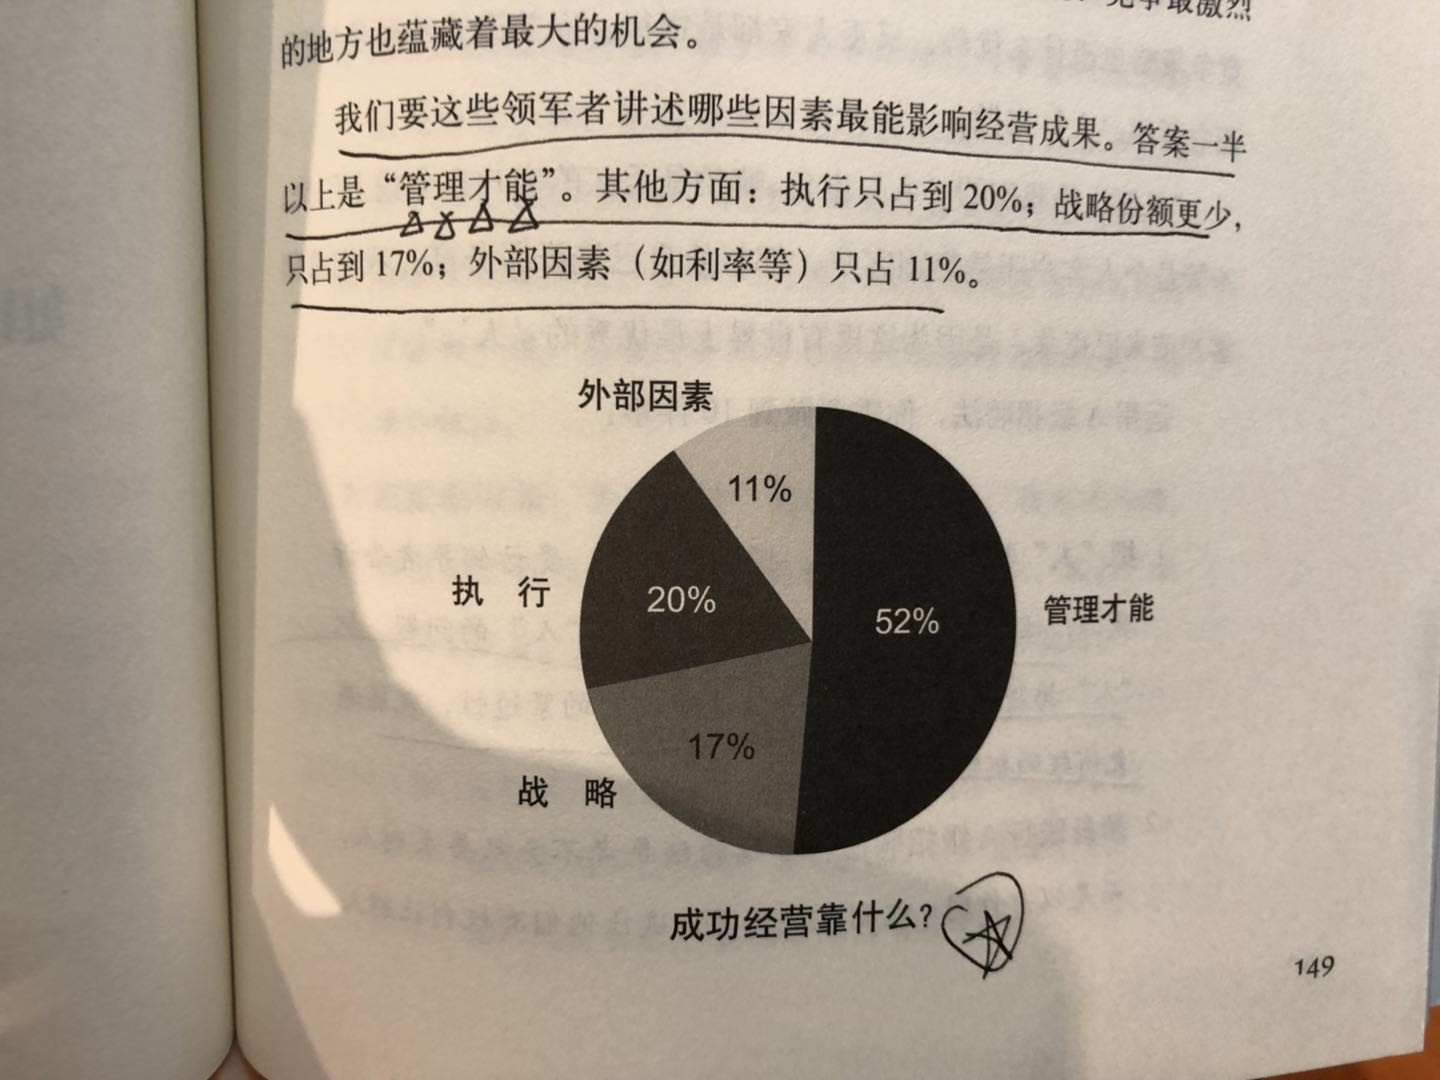 竞争最激烈
的地方也蕴藏着最大的机会。
我们要这些领军者讲述哪些因素最能影响经营成果。答案一半
以上是“管理才能”。其他方面：执行只占到 20%；战略份额更少，
只占到 17%；外部因素（如利率等）只占 11%。
外部因素
11%
执 行
20%
52%
管理才能
17%
战 略
成功经营靠什么?
149